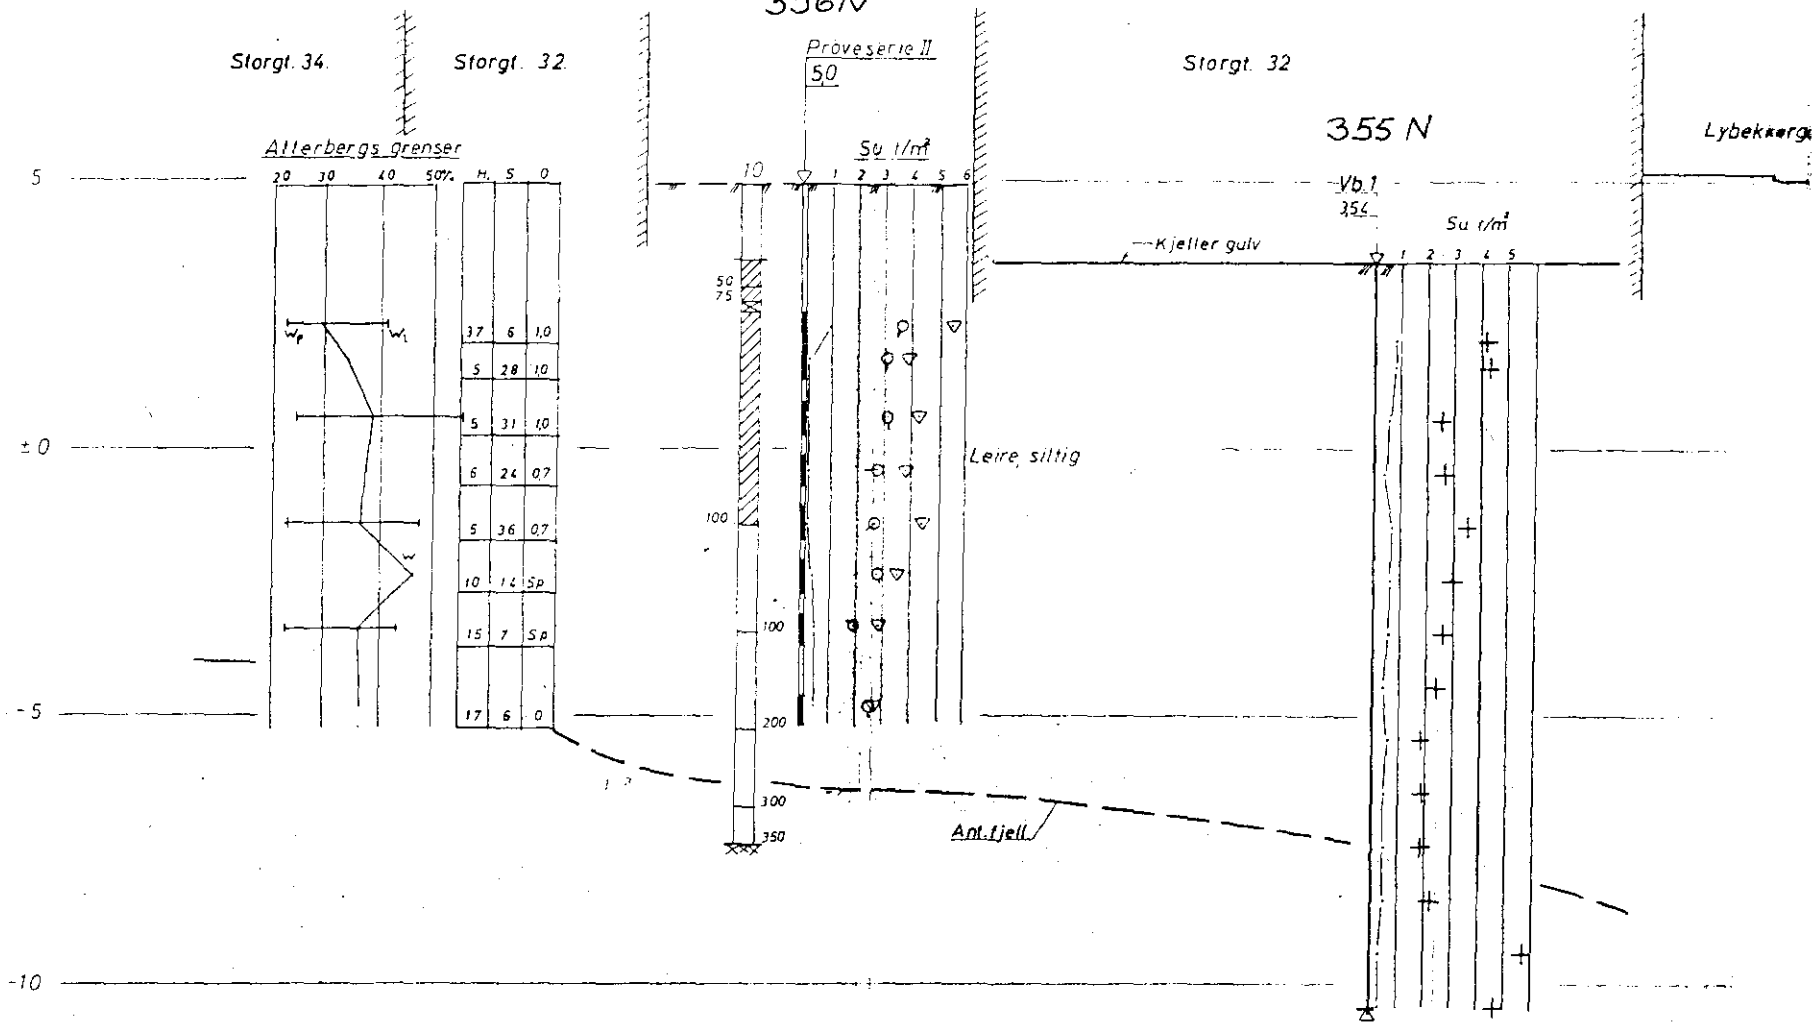 356N
Prøveserie II
5,0
Storgt. 34.
Storgt. 32.
Storgt. 32
355 N
Lybekkerg
Atterbergs grenser
20 30 40 50%
H. S O
10
Su t/m²
1 2 3 4 5 6
5
Vb.1
3,54
Su t/m²
1 2 3 4 5
Kjeller gulv
50
75
Wp
WL
37 6 1,0
5 28 1,0
5 31 1,0
± 0
Leire, siltig
6 24 0,7
100
5 36 0,7
W
10 14 Sp
100
15 7 Sp
-5
17 6 0
200
300
350
Ant. fjell
-10